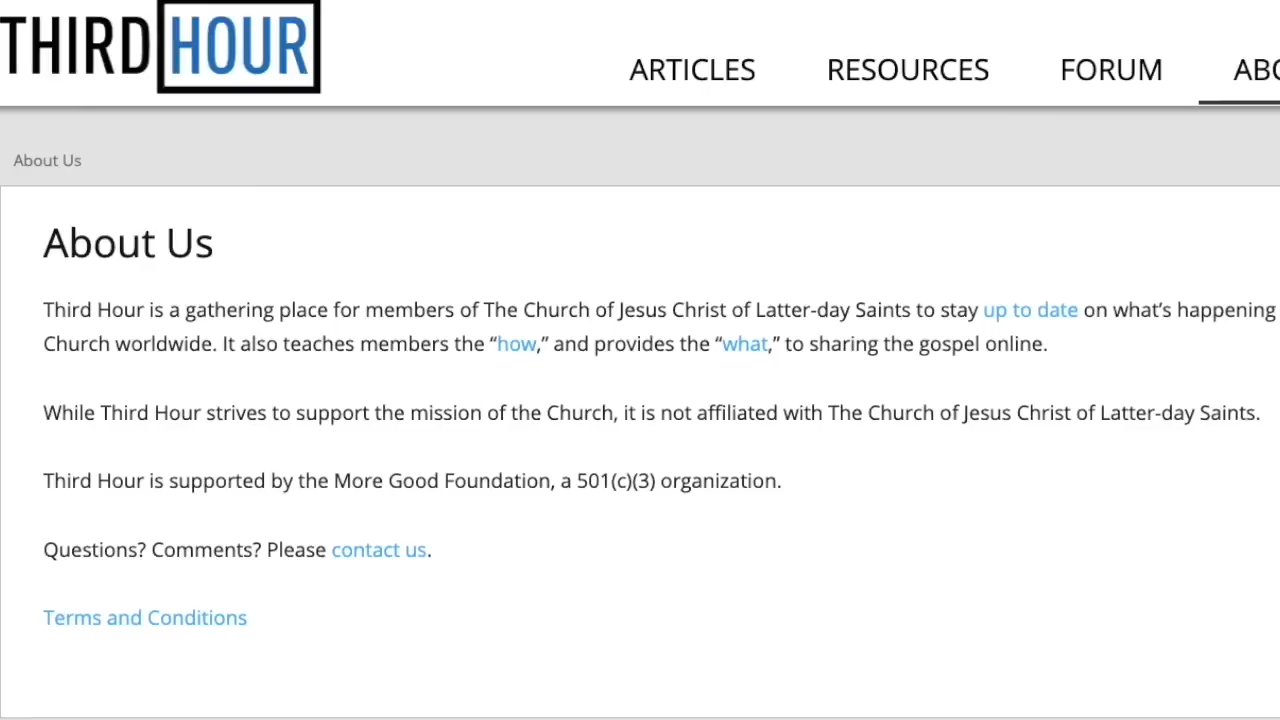 THIRD HOUR
ARTICLES RESOURCES FORUM
About Us
About Us
Third Hour is a gathering place for members of The Church of Jesus Christ of Latter-day Saints to stay up to date on what’s happening
Church worldwide. It also teaches members the “how,” and provides the “what,” to sharing the gospel online.
While Third Hour strives to support the mission of the Church, it is not affiliated with The Church of Jesus Christ of Latter-day Saints.
Third Hour is supported by the More Good Foundation, a 501(c)(3) organization.
Questions? Comments? Please contact us.
Terms and Conditions